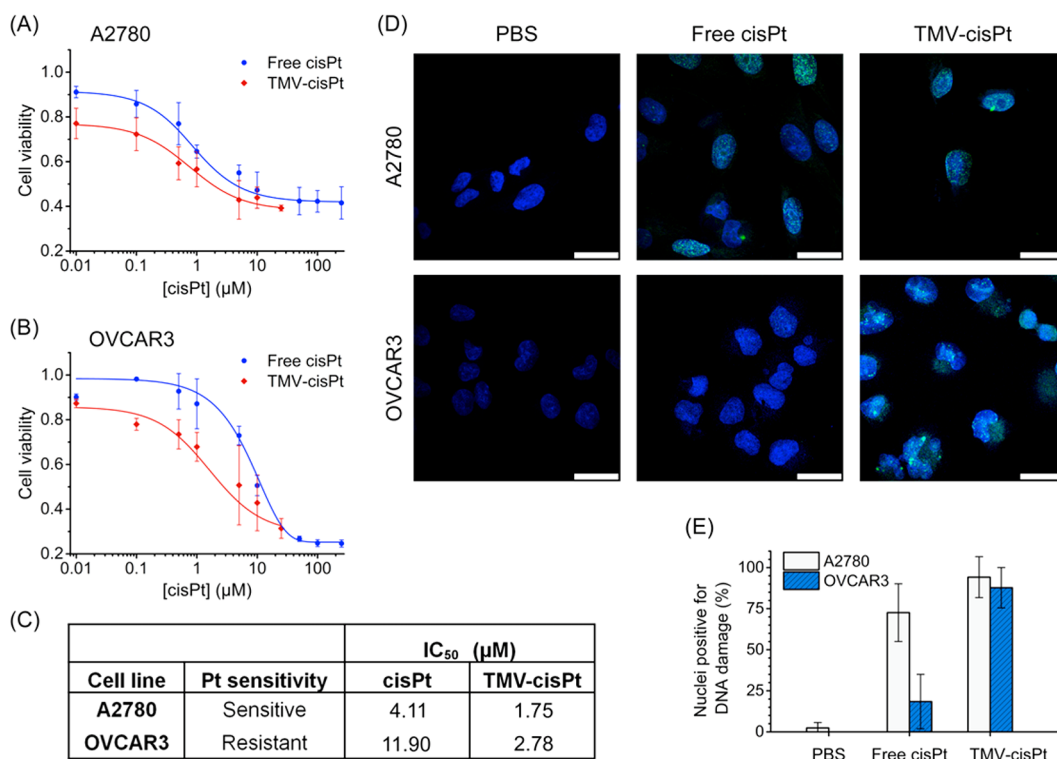 (A)
A2780
Free cisPt
TMV-cisPt
Cell viability
1.0
0.8
0.6
0.4
0.2
0.01 0.1 1 10 100
[cisPt] (µM)
(B)
OVCAR3
Free cisPt
TMV-cisPt
Cell viability
1.0
0.8
0.6
0.4
0.2
0.01 0.1 1 10 100
[cisPt] (µM)
(C)
IC50 (µM)
Cell line Pt sensitivity cisPt TMV-cisPt
A2780 Sensitive 4.11 1.75
OVCAR3 Resistant 11.90 2.78
(D)
PBS Free cisPt TMV-cisPt
A2780
OVCAR3
(E)
A2780
OVCAR3
Nuclei positive for
DNA damage (%)
100
75
50
25
0
PBS Free cisPt TMV-cisPt